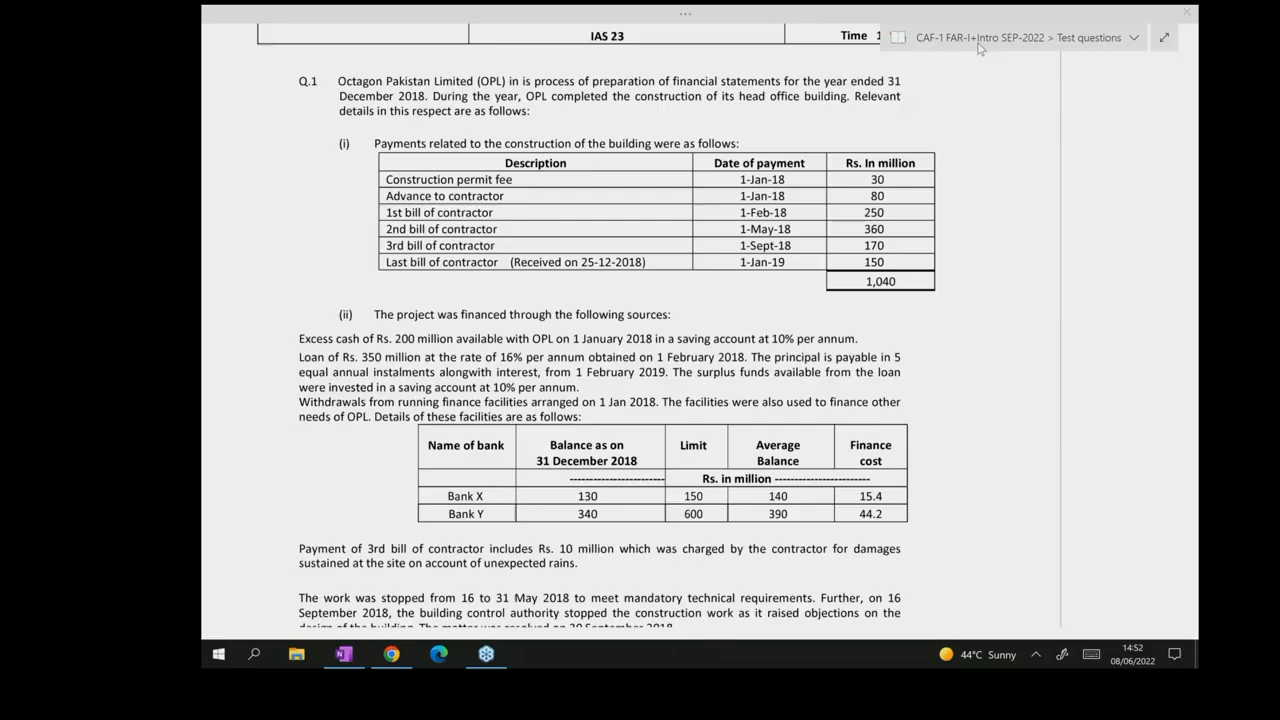 ...
IAS 23 Time 1
CAF-1 FAR-I+Intro SEP-2022 > Test questions
Q.1 Octagon Pakistan Limited (OPL) in is process of preparation of financial statements for the year ended 31
December 2018. During the year, OPL completed the construction of its head office building. Relevant
details in this respect are as follows:
(i) Payments related to the construction of the building were as follows:
Description Date of payment Rs. In million
Construction permit fee 1-Jan-18 30
Advance to contractor 1-Jan-18 80
1st bill of contractor 1-Feb-18 250
2nd bill of contractor 1-May-18 360
3rd bill of contractor 1-Sept-18 170
Last bill of contractor (Received on 25-12-2018) 1-Jan-19 150
1,040
(ii) The project was financed through the following sources:
Excess cash of Rs. 200 million available with OPL on 1 January 2018 in a saving account at 10% per annum.
Loan of Rs. 350 million at the rate of 16% per annum obtained on 1 February 2018. The principal is payable in 5
equal annual instalments alongwith interest, from 1 February 2019. The surplus funds available from the loan
were invested in a saving account at 10% per annum.
Withdrawals from running finance facilities arranged on 1 Jan 2018. The facilities were also used to finance other
needs of OPL. Details of these facilities are as follows:
Name of bank Balance as on Limit Average Finance
31 December 2018 Balance cost
----------------------- Rs. in million -----------------------
Bank X 130 150 140 15.4
Bank Y 340 600 390 44.2
Payment of 3rd bill of contractor includes Rs. 10 million which was charged by the contractor for damages
sustained at the site on account of unexpected rains.
The work was stopped from 16 to 31 May 2018 to meet mandatory technical requirements. Further, on 16
September 2018, the building control authority stopped the construction work as it raised objections on the
design of the building. The matter was resolved on 30 September 2018.
44°C Sunny
14:52
08/06/2022